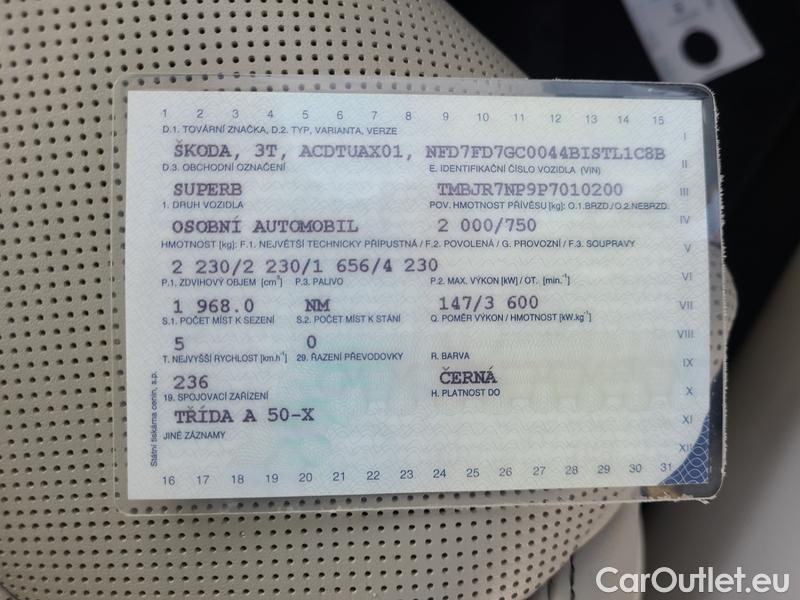 1 2 3 4 5 6 7 8 9 10 11 12 13 14 15
D.1. TOVÁRNÍ ZNAČKA, D.2. TYP, VARIANTA, VERZE
I
ŠKODA, 3T, ACDTUAX01, NFD7FD7GC0044BISTL1C8B
D.3. OBCHODNÍ OZNAČENÍ E. IDENTIFIKAČNÍ ČÍSLO VOZIDLA (VIN)
II
SUPERB TMBJR7NP9P7010200
III
1. DRUH VOZIDLA POV. HMOTNOST PŘÍVĚSU [kg]: O.1.BRZD./O.2.NEBRZD.
OSOBNÍ AUTOMOBIL 2 000/750
IV
HMOTNOST [kg]: F.1. NEJVĚTŠÍ TECHNICKY PŘÍPUSTNÁ / F.2. POVOLENÁ / G. PROVOZNÍ / F.3. SOUPRAVY
V
2 230/2 230/1 656/4 230
P.1. ZDVIHOVÝ OBJEM [cm³] P.3. PALIVO P.2. MAX. VÝKON [kW] / OT. [min.⁻¹]
VI
1 968.0 NM 147/3 600
VII
S.1. POČET MÍST K SEZENÍ S.2. POČET MÍST K STÁNÍ Q. POMĚR VÝKON / HMOTNOST [kW.kg⁻¹]
5 0
VIII
T. NEJVYŠŠÍ RYCHLOST [km.h⁻¹] 29. ŘAZENÍ PŘEVODOVKY R. BARVA
IX
236 ČERNÁ
19. SPOJOVACÍ ZAŘÍZENÍ H. PLATNOST DO
X
TŘÍDA A 50-X
XI
JINÉ ZÁZNAMY
XII
16 17 18 19 20 21 22 23 24 25 26 27 28 29 30 31
Státní tiskárna cenin, s.p.
CarOutlet.eu